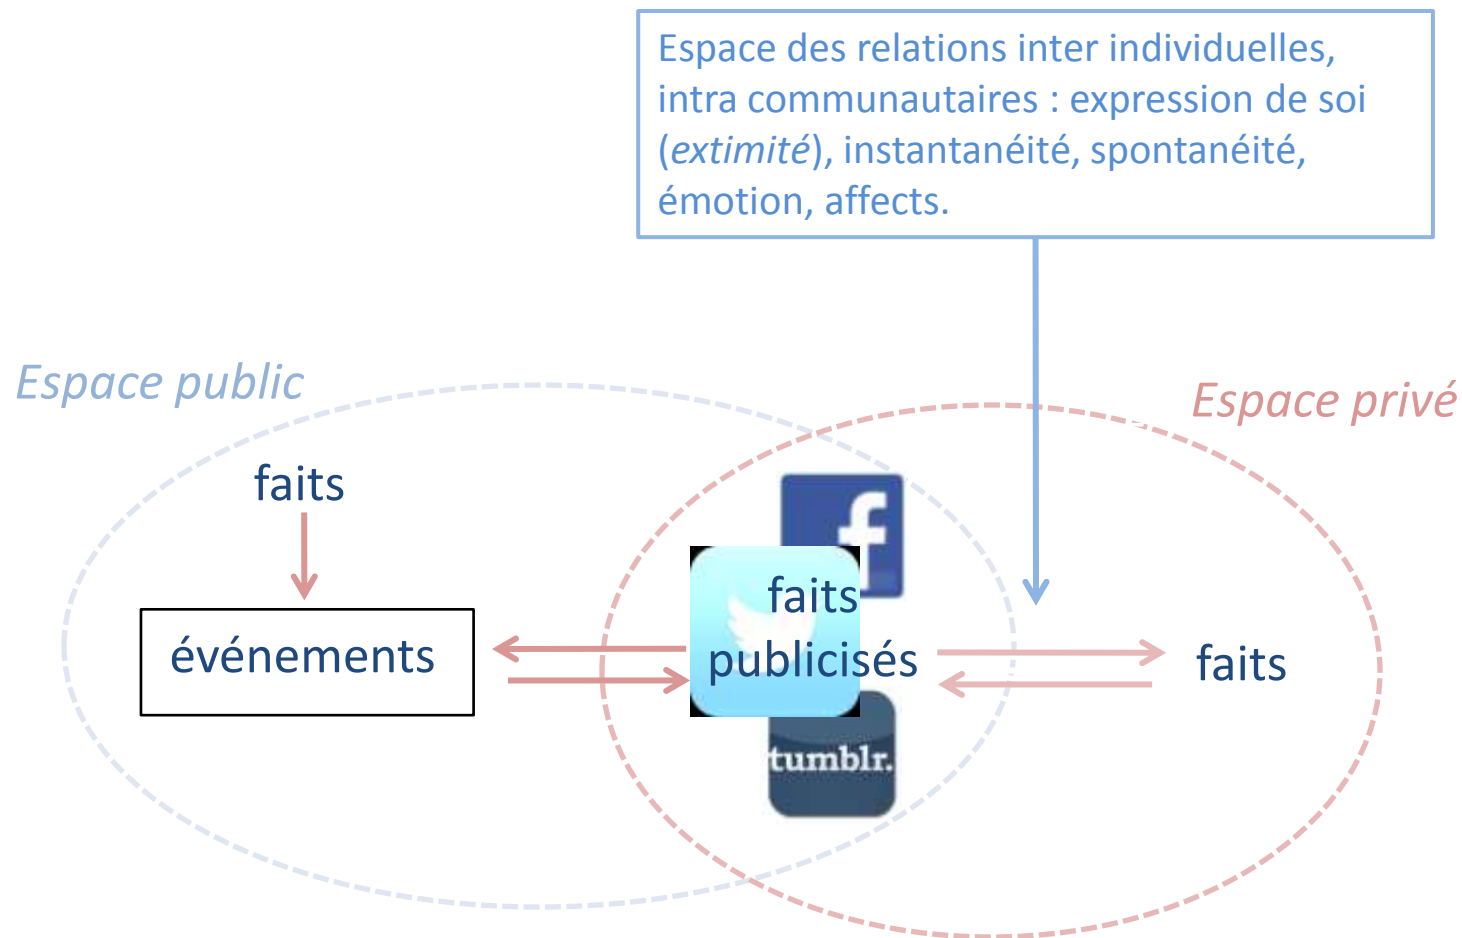 Espace des relations inter individuelles,
intra communautaires : expression de soi
(extimité), instantanéité, spontanéité,
émotion, affects.
Espace public
Espace privé
faits
f
faits
publicisés
événements
faits
tumblr.